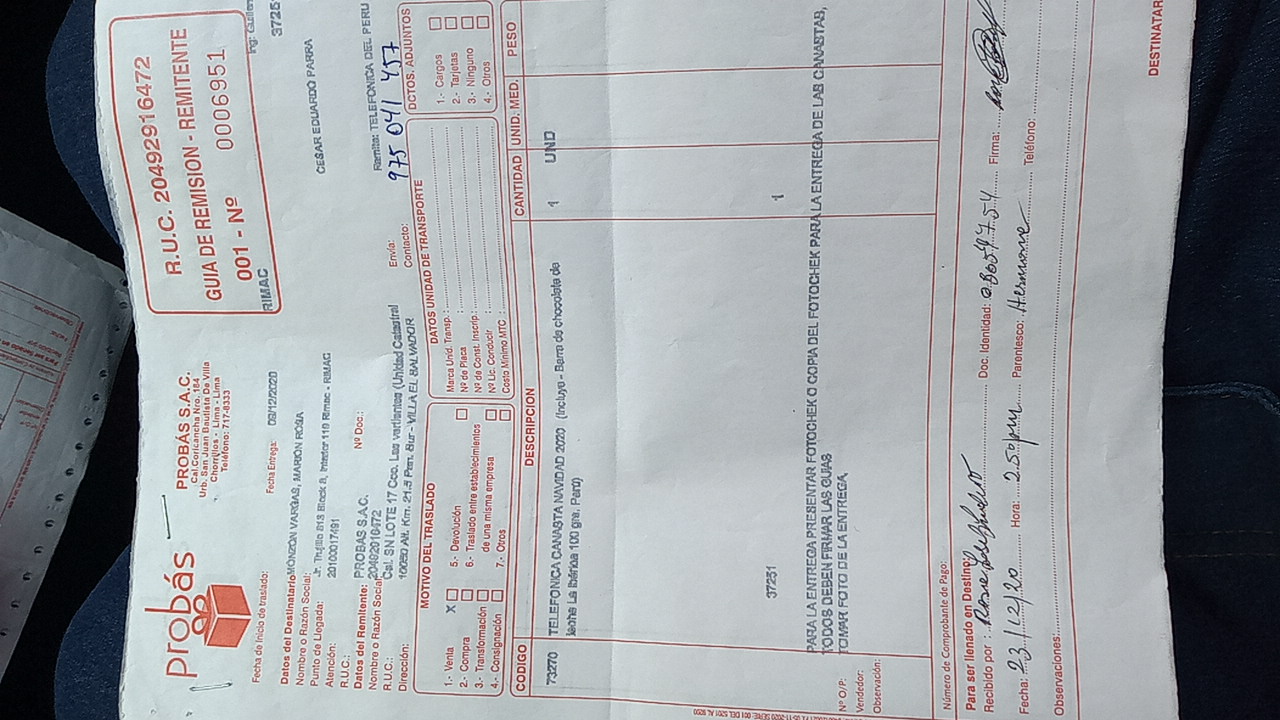 probás
PROBÁS S.A.C.
Cal. Coricancha Nro. 184
Urb. San Juan Bautista De Villa
Chorrillos - Lima - Lima
Teléfono: 717-8333
R.U.C. 20492916472
GUIA DE REMISION - REMITENTE
001 - Nº 0006951
RIMAC
Fecha de Inicio de traslado:
Fecha Entrega: 09/12/2020
3725
Datos del Destinatario
Nombre o Razón Social: MONZON VARGAS, MARION ROSA
CESAR EDUARDO PARRA
Punto de Llegada: Jr. Trujillo 813 Block 8, Interior 119 Rimac - RIMAC
Atención:
R.U.C.: 20100017491
Datos del Remitente:
Nº Doc.:
Nombre o Razón Social: PROBAS S.A.C.
Remita: TELEFONICA DEL PERU
R.U.C.: 20492916472
Envía:
975 041 457
Dirección: Cal. SN LOTE 17 Coo. Las vertientes (Unidad Catastral
10080 Alt. Km. 21.5 Pan. Sur - VILLA EL SALVADOR
Contacto:
MOTIVO DEL TRASLADO
1.- Venta X
2.- Compra
3.- Transformación
4.- Consignación
5.- Devolución
6.- Traslado entre establecimientos
de una misma empresa
7.- Otros
DATOS UNIDAD DE TRANSPORTE
Marca Unid. Transp. :
Nº de Placa :
Nº de Const. Inscrip. :
Nº Lic. Conducir :
Costo Mínimo MTC :
DCTOS. ADJUNTOS
1.- Cargos
2.- Tarjetas
3.- Ninguno
4.- Otros
CODIGO DESCRIPCION CANTIDAD UNID. MED. PESO
73270 TELEFONICA CANASTA NAVIDAD 2020 (Incluye - Barra de chocolate de 1 UND
leche La Ibérica 100 gra. Perú)
37251 1
PARA LA ENTREGA PRESENTAR FOTOCHEK O COPIA DEL FOTOCHEK PARA LA ENTREGA DE LAS CANASTAS,
TODOS DEBEN FIRMAR LAS GUIAS
TOMAR FOTO DE LA ENTREGA,
Nº O/P:
Vendedor:
Observación:
Número de Comprobante de Pago:
Para ser llenado en Destino:
Recibido por : Doc. Identidad: Firma:
Fecha: 23/12/20 Hora: 2:50pm Parentesco: Hermana Teléfono:
Observaciones:
DESTINATAR